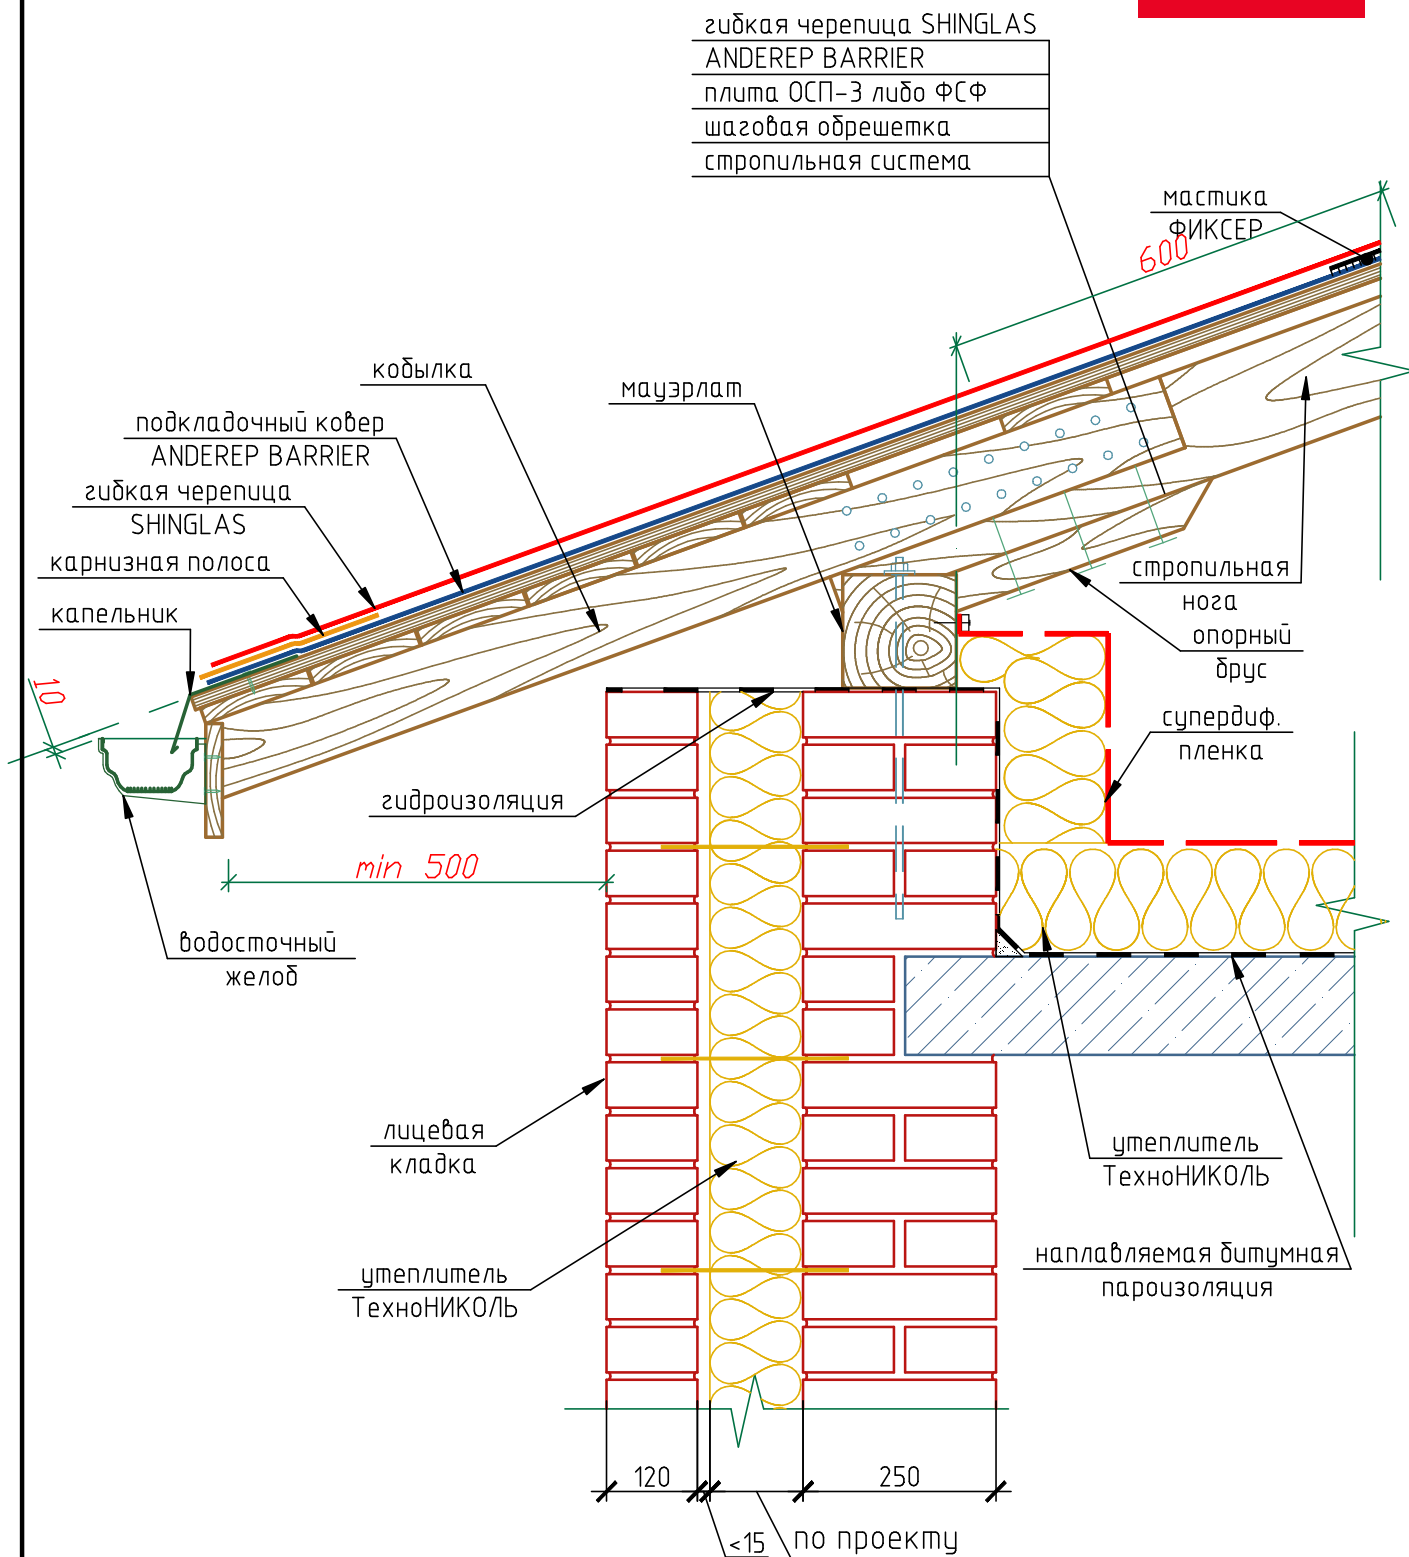 гибкая черепица SHINGLAS
ANDEREP BARRIER
плита ОСП-3 либо ФСФ
шаговая обрешетка
стропильная система
мастика
ФИКСЕР
600
кобылка
мауэрлат
подкладочный ковер
ANDEREP BARRIER
гибкая черепица
SHINGLAS
карнизная полоса
капельник
стропильная
нога
опорный
брус
10
супердиф.
пленка
гидроизоляция
min 500
водосточный
желоб
лицевая
кладка
утеплитель
ТехноНИКОЛЬ
наплавляемая битумная
пароизоляция
утеплитель
ТехноНИКОЛЬ
120
250
<15
по проекту